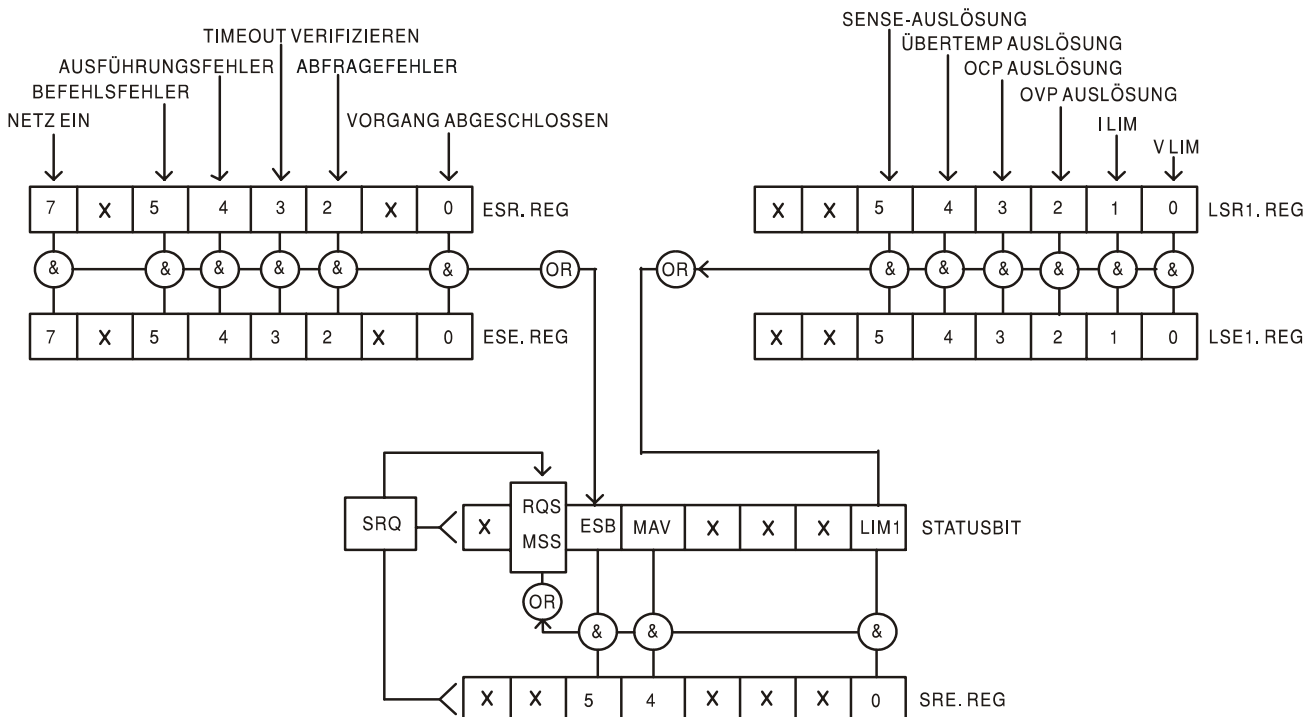 TIMEOUT VERIFIZIEREN
AUSFÜHRUNGSFEHLER ABFRAGEFEHLER
BEFEHLSFEHLER
NETZ EIN VORGANG ABGESCHLOSSEN
7 X 5 4 3 2 X 0 ESR. REG
& & & & & & OR
7 X 5 4 3 2 X 0 ESE. REG
SENSE-AUSLÖSUNG
ÜBERTEMP AUSLÖSUNG
OCP AUSLÖSUNG
OVP AUSLÖSUNG
I LIM
V LIM
X X 5 4 3 2 1 0 LSR1. REG
OR & & & & & &
X X 5 4 3 2 1 0 LSE1. REG
SRQ X RQS MSS ESB MAV X X X LIM1 STATUSBIT
OR & & &
X X 5 4 X X X 0 SRE. REG